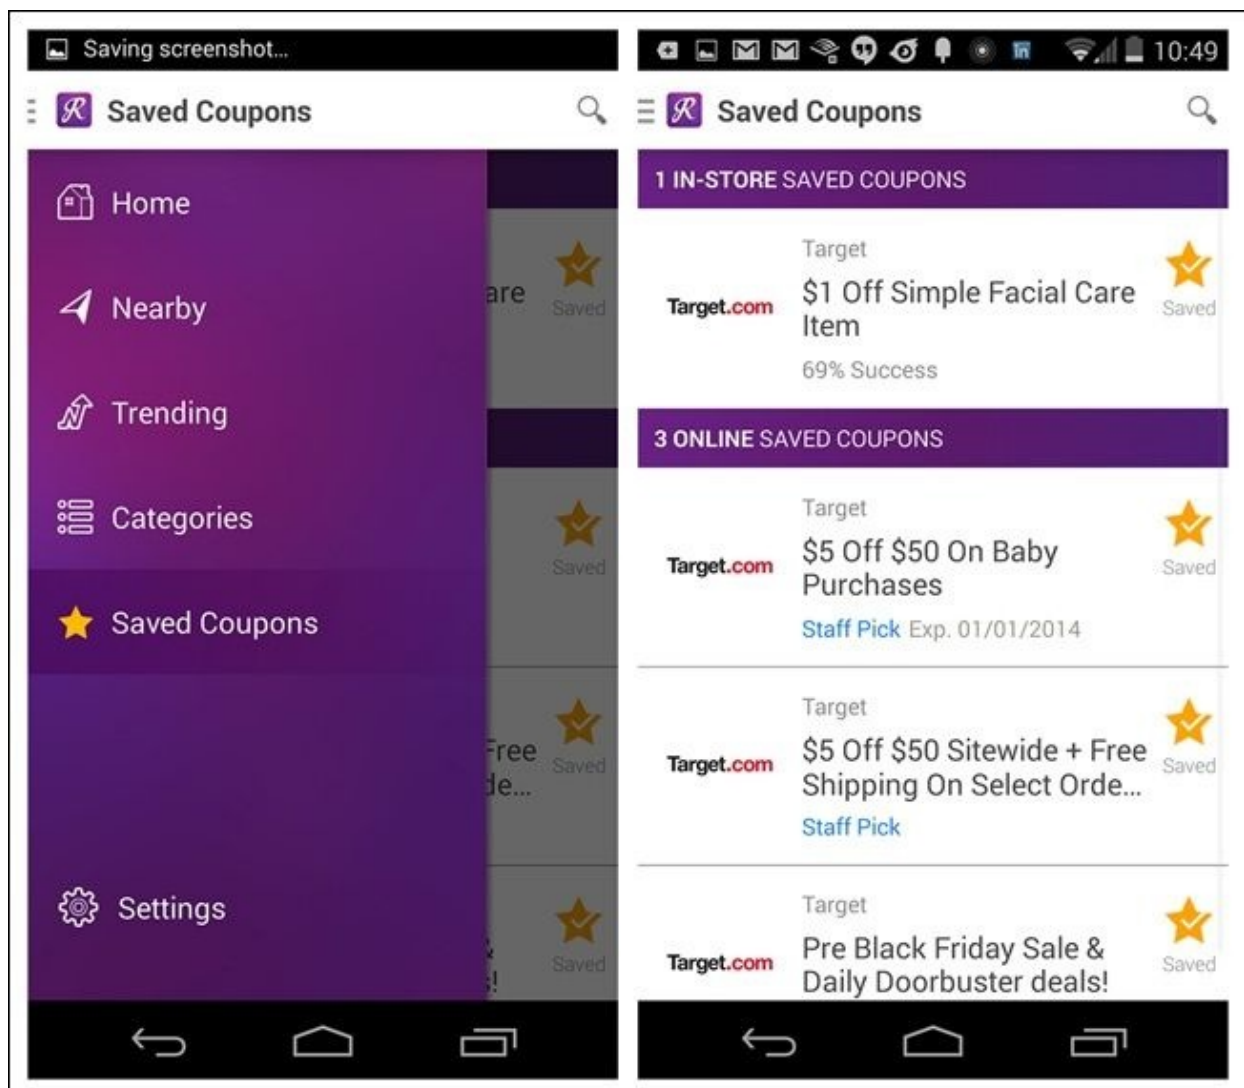 Saving screenshot...
R Saved Coupons
Home
Nearby
Trending
Categories
Saved Coupons
Settings
are
Saved
Saved
Free
de...
Saved
&
s!
Saved
10:49
R Saved Coupons
1 IN-STORE SAVED COUPONS
Target
Target.com
$1 Off Simple Facial Care
Item
69% Success
Saved
3 ONLINE SAVED COUPONS
Target
Target.com
$5 Off $50 On Baby
Purchases
Staff Pick Exp. 01/01/2014
Saved
Target
Target.com
$5 Off $50 Sitewide + Free
Shipping On Select Orde...
Staff Pick
Saved
Target
Target.com
Pre Black Friday Sale &
Daily Doorbuster deals!
Saved